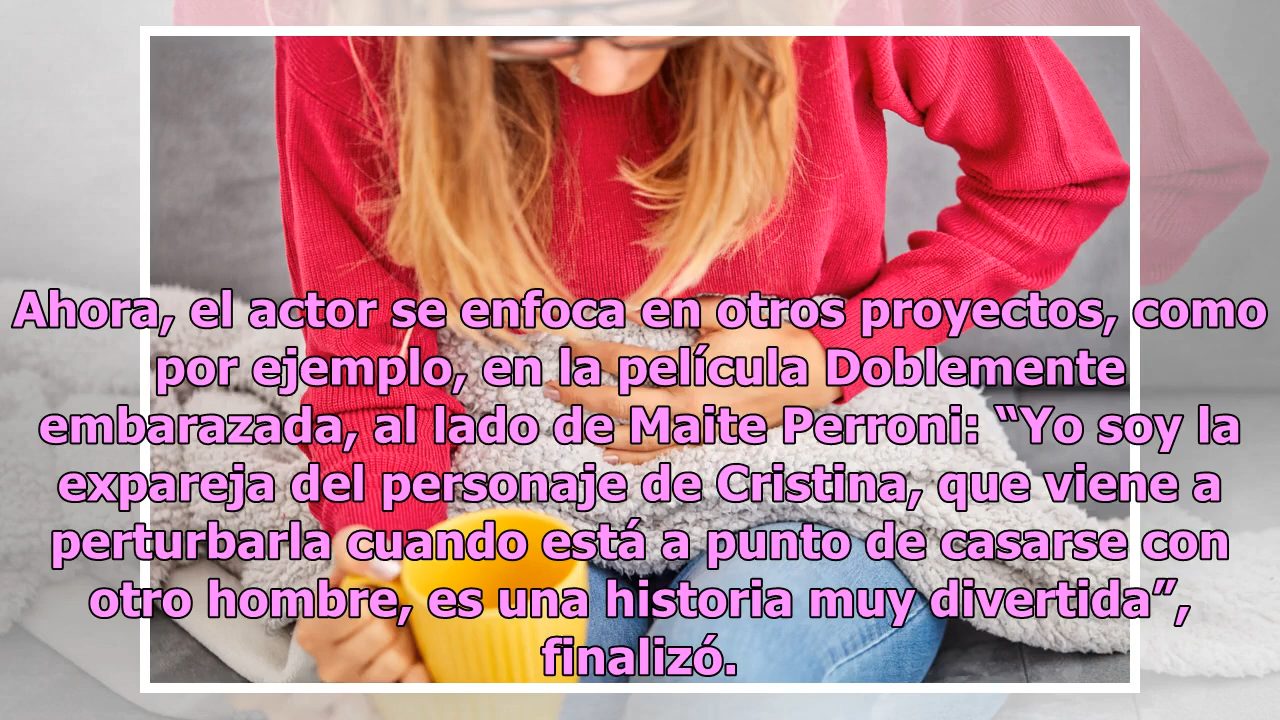 Ahora, el actor se enfoca en otros proyectos, como
por ejemplo, en la película Doblemente
embarazada, al lado de Maite Perroni: “Yo soy la
expareja del personaje de Cristina, que viene a
perturbarla cuando está a punto de casarse con
otro hombre, es una historia muy divertida”,
finalizó.